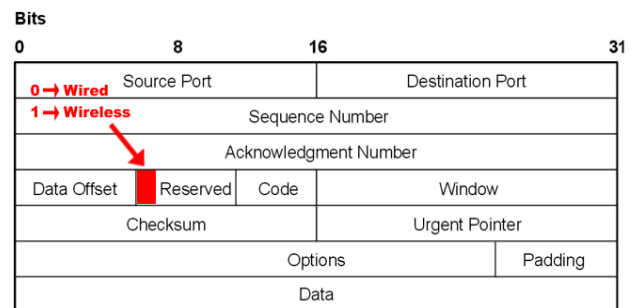 Bits
0 8 16 31
Source Port Destination Port
0 → Wired
1 → Wireless
Sequence Number
Acknowledgment Number
Data Offset Reserved Code Window
Checksum Urgent Pointer
Options Padding
Data